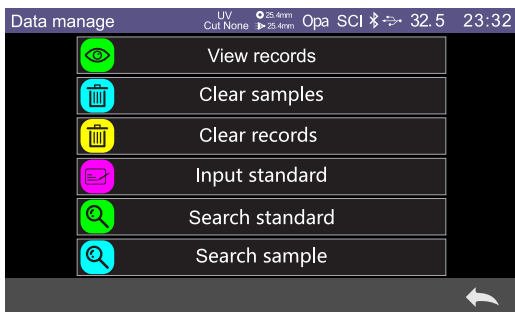 Data manage
UV
Cut None
25.4mm
25.4mm
Opa SCI 32.5 23:32
View records
Clear samples
Clear records
Input standard
Search standard
Search sample